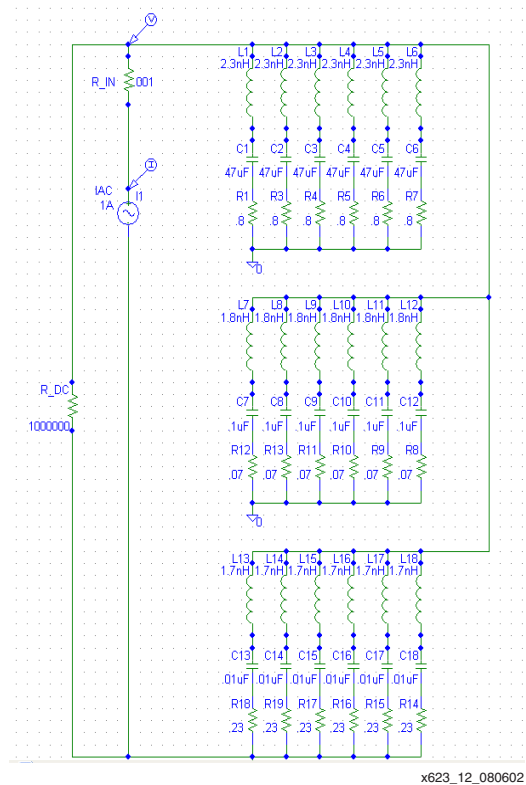 V
L1 L2 L3 L4 L5 L6
2.3nH 2.3nH 2.3nH 2.3nH 2.3nH 2.3nH
R_IN .001
C1 C2 C3 C4 C5 C6
47uF 47uF 47uF 47uF 47uF 47uF
I
IAC I1
1A
R1 R3 R4 R5 R6 R7
.8 .8 .8 .8 .8 .8
0
L7 L8 L9 L10 L11 L12
1.8nH 1.8nH 1.8nH 1.8nH 1.8nH 1.8nH
R_DC
1000000
C7 C8 C9 C10 C11 C12
.1uF .1uF .1uF .1uF .1uF .1uF
R12 R13 R11 R10 R9 R8
.07 .07 .07 .07 .07 .07
0
L13 L14 L15 L16 L17 L18
1.7nH 1.7nH 1.7nH 1.7nH 1.7nH 1.7nH
C13 C14 C15 C16 C17 C18
.01uF .01uF .01uF .01uF .01uF .01uF
R18 R19 R17 R16 R15 R14
.23 .23 .23 .23 .23 .23
x623_12_080602